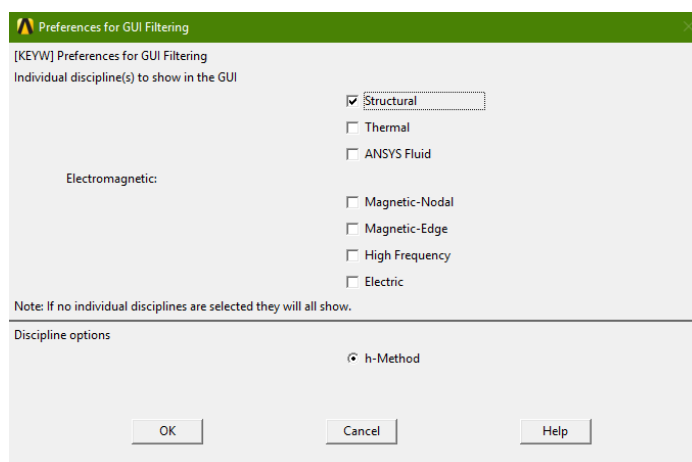 Preferences for GUI Filtering
[KEYW] Preferences for GUI Filtering
Individual discipline(s) to show in the GUI
Structural
Thermal
ANSYS Fluid
Electromagnetic:
Magnetic-Nodal
Magnetic-Edge
High Frequency
Electric
Note: If no individual disciplines are selected they will all show.
Discipline options
h-Method
OK Cancel Help